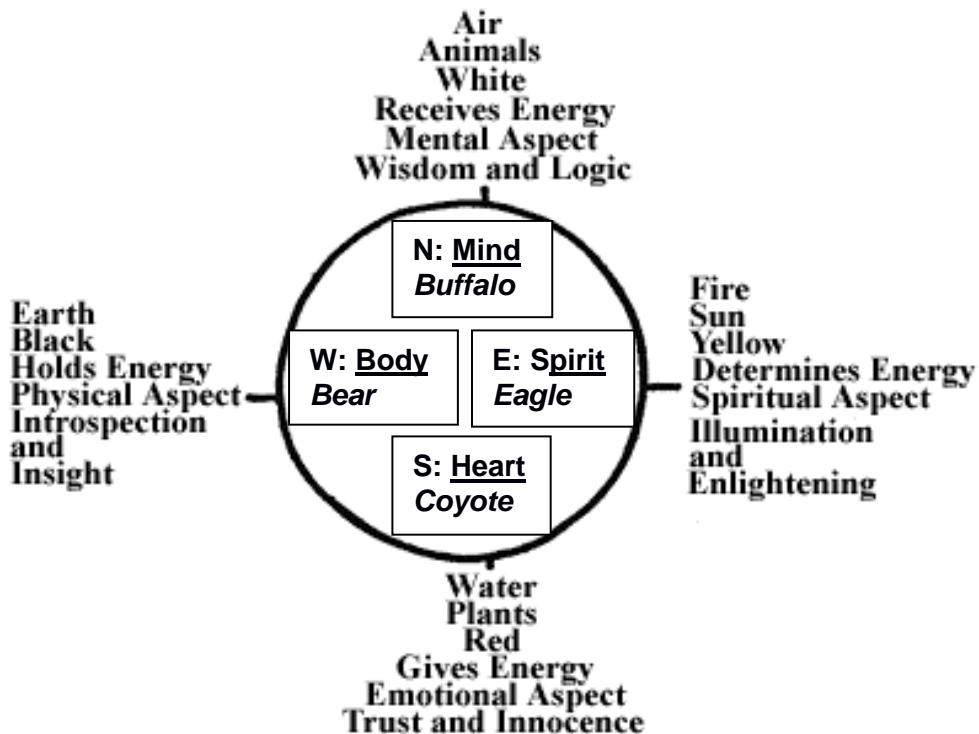 Air
Animals
White
Receives Energy
Mental Aspect
Wisdom and Logic
N: Mind
Buffalo
Earth
Black
Holds Energy
Physical Aspect
Introspection
and
Insight
W: Body
Bear
E: Spirit
Eagle
Fire
Sun
Yellow
Determines Energy
Spiritual Aspect
Illumination
and
Enlightening
S: Heart
Coyote
Water
Plants
Red
Gives Energy
Emotional Aspect
Trust and Innocence